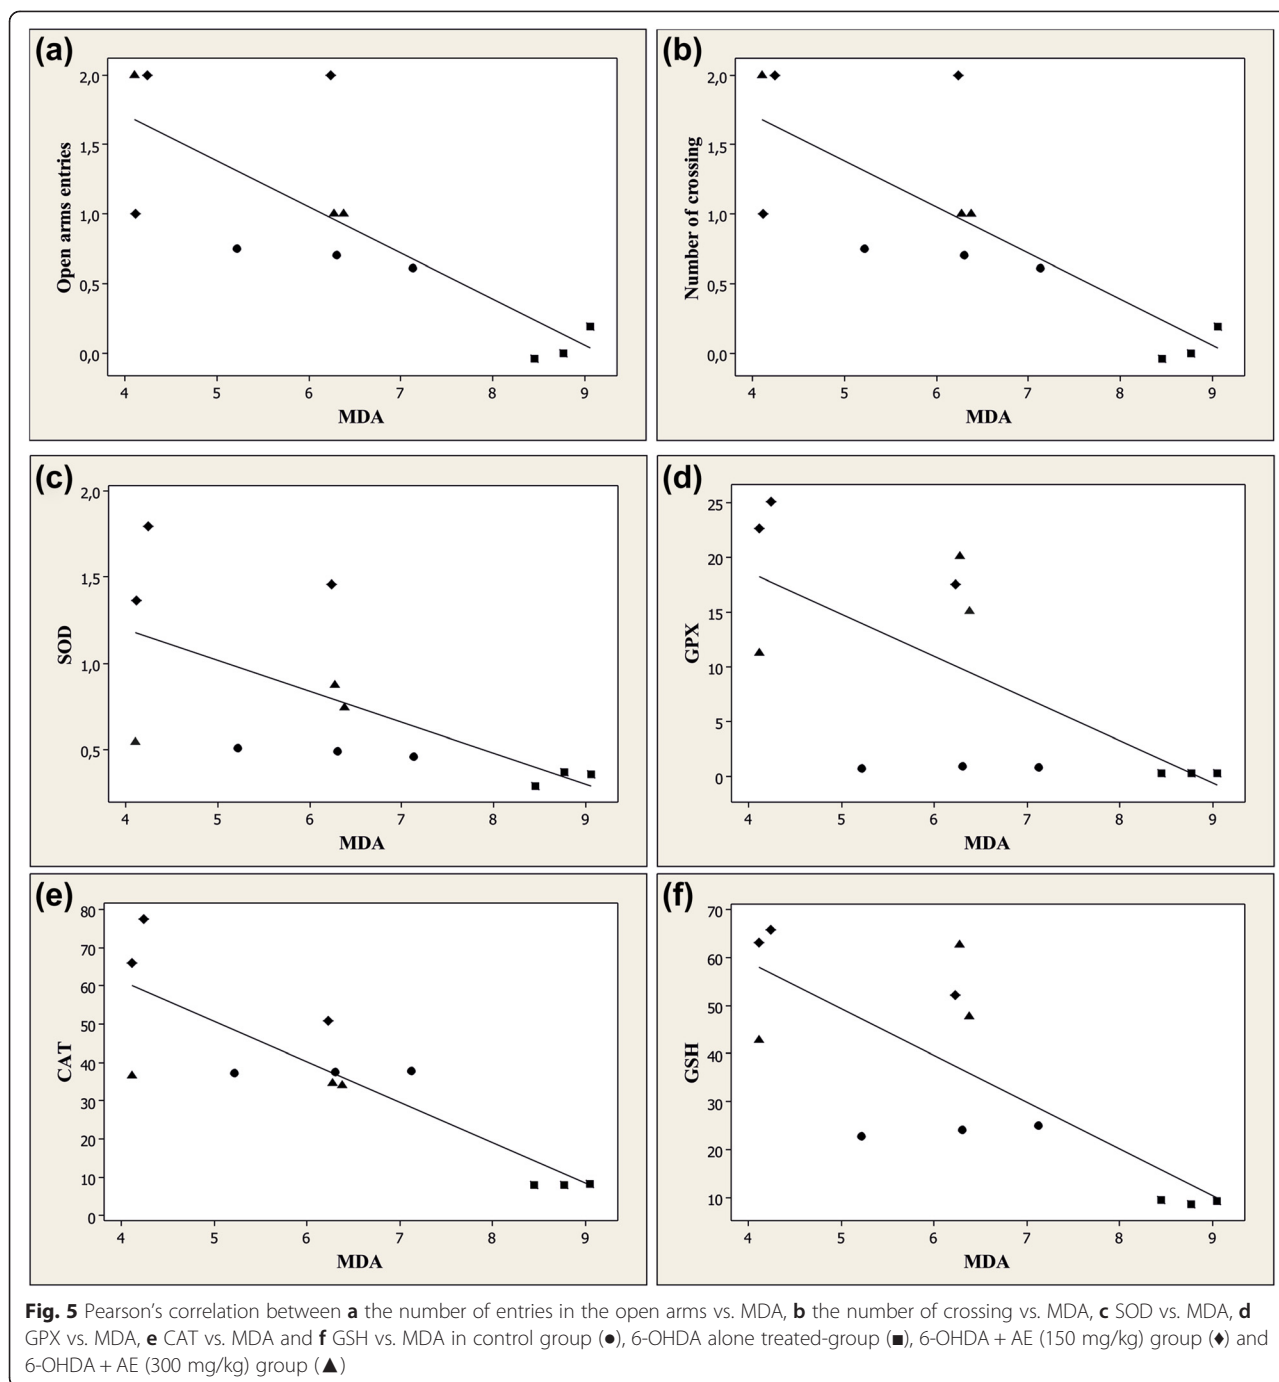 (a)
2,0
1,5
1,0
0,5
0,0
Open arms entries
4 5 6 7 8 9
MDA
(b)
2,0
1,5
1,0
0,5
0,0
Number of crossing
4 5 6 7 8 9
MDA
(c)
2,0
1,5
1,0
0,5
SOD
4 5 6 7 8 9
MDA
(d)
25
20
15
10
5
0
GPX
4 5 6 7 8 9
MDA
(e)
80
70
60
50
40
30
20
10
0
CAT
4 5 6 7 8 9
MDA
(f)
70
60
50
40
30
20
10
GSH
4 5 6 7 8 9
MDA
Fig. 5 Pearson's correlation between a the number of entries in the open arms vs. MDA, b the number of crossing vs. MDA, c SOD vs. MDA, d
GPX vs. MDA, e CAT vs. MDA and f GSH vs. MDA in control group (●), 6-OHDA alone treated-group (■), 6-OHDA + AE (150 mg/kg) group (♦) and
6-OHDA + AE (300 mg/kg) group (▲)